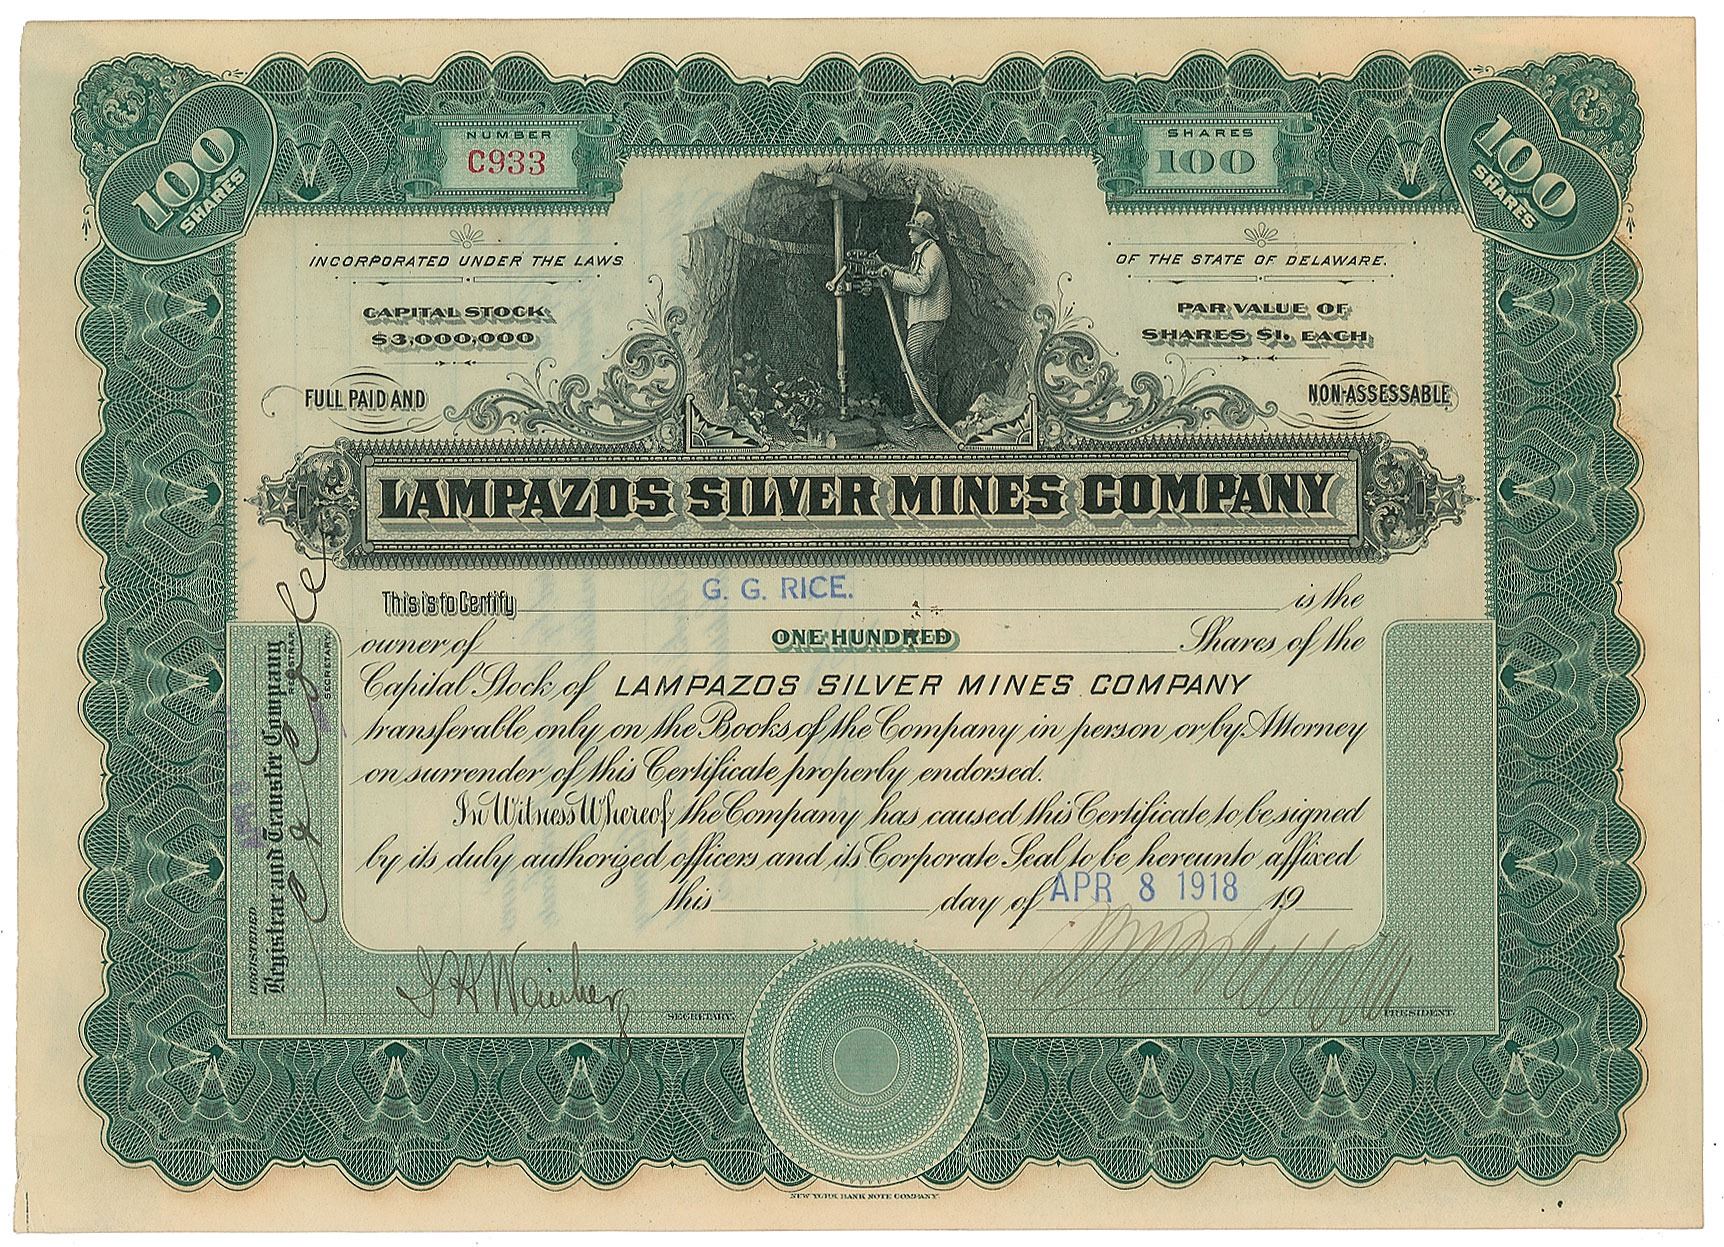 100 SHARES
NUMBER
C933
SHARES
100
100 SHARES
INCORPORATED UNDER THE LAWS
OF THE STATE OF DELAWARE.
CAPITAL STOCK
$3,000,000
PAR VALUE OF
SHARES $1, EACH
FULL PAID AND
NON-ASSESSABLE
LAMPAZOS SILVER MINES COMPANY
This is to Certify G. G. RICE. is the
owner of ONE HUNDRED Shares of the
Capital Stock of LAMPAZOS SILVER MINES COMPANY
transferable only on the Books of the Company in person or by Attorney
on surrender of this Certificate properly endorsed.
In Witness Whereof, the Company has caused this Certificate to be signed
by its duly authorized officers and its Corporate Seal to be hereunto affixed
this day of APR 8 1918 19
REGISTERED
Registrar and Transfer Company
REGISTRAR
SECRETARY.
SECRETARY.
PRESIDENT.
NEW YORK BANK NOTE COMPANY.